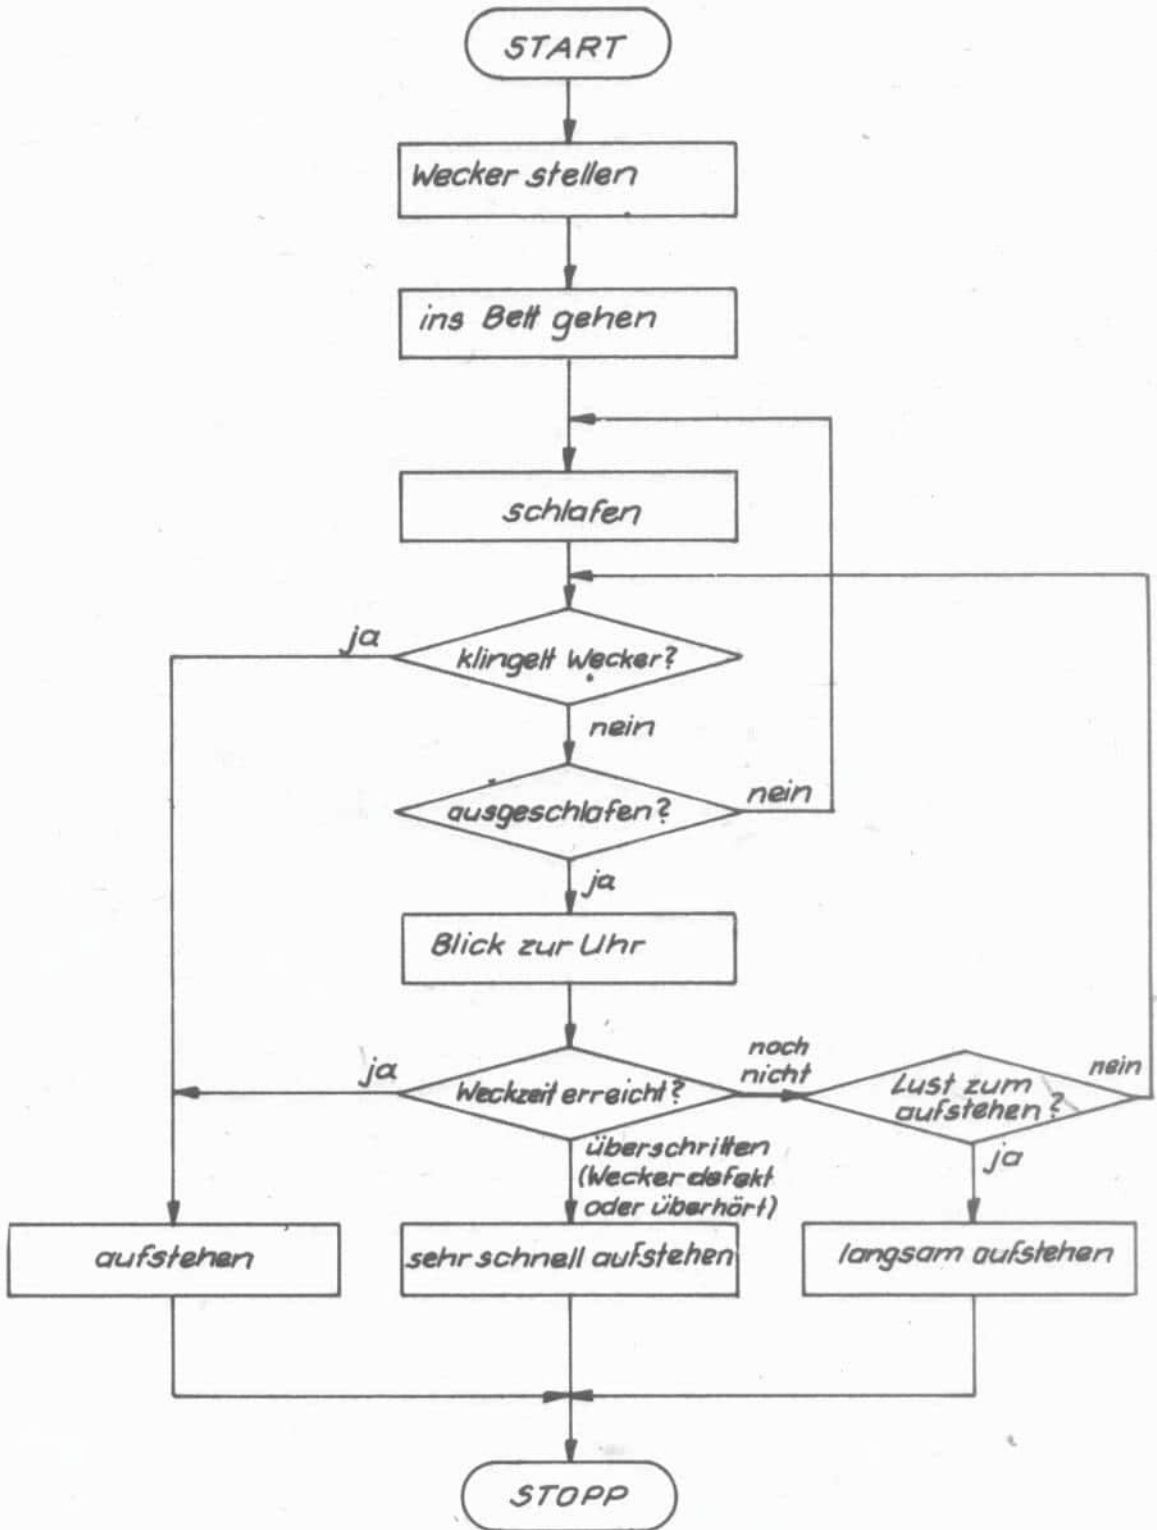 START
Wecker stellen
ins Bett gehen
schlafen
ja
klingelt Wecker?
nein
ausgeschlafen?
nein
ja
Blick zur Uhr
ja
Weckzeit erreicht?
noch
nicht
Lust zum
aufstehen?
nein
überschritten
(Wecker defekt
oder überhört)
ja
aufstehen
sehr schnell aufstehen
langsam aufstehen
STOPP